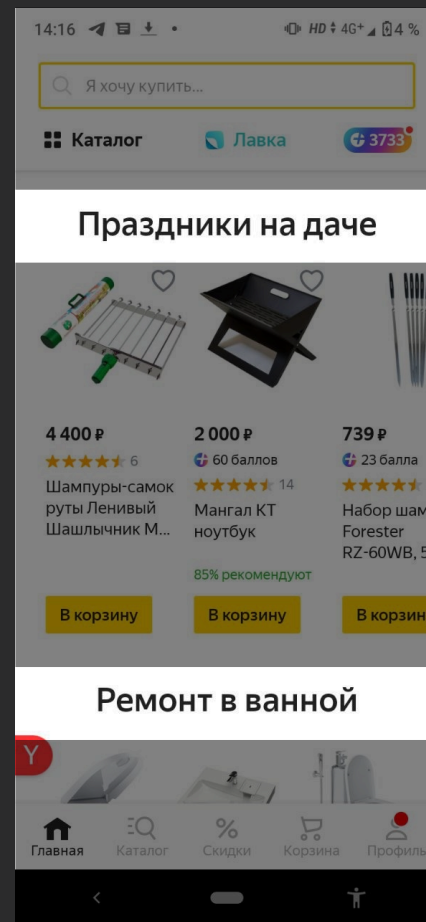 14:16 HD 4G+ 4 %
Я хочу купить...
Каталог Лавка 3733
Праздники на даче
4 400 ₽ 2 000 ₽ 739 ₽
6 60 баллов 23 балла
Шампуры-самок 14
руты Ленивый Мангал КТ Набор шам
Шашлычник М... ноутбук Forester
RZ-60WB, 5
85% рекомендуют
В корзину В корзину В корзин
Ремонт в ванной
Y
Главная Каталог Скидки Корзина Профиль